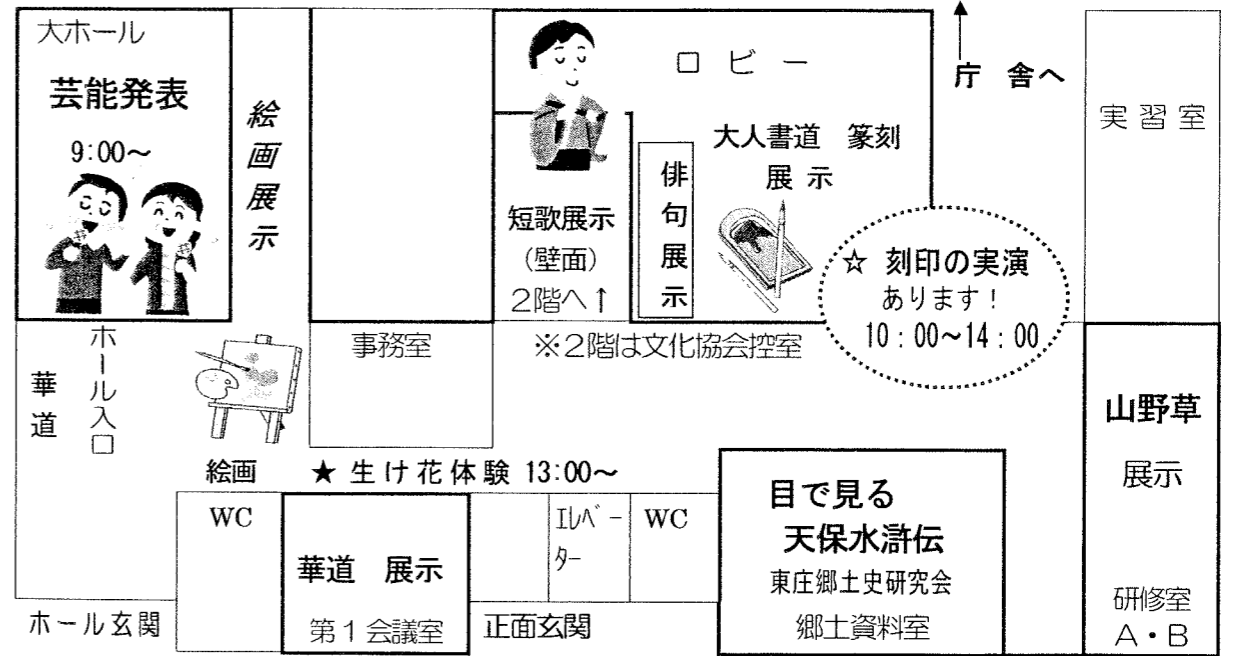 大ホール
芸能発表
9:00～
絵画展示
ロビー
大人書道　篆刻
展示
俳句展示
短歌展示
(壁面)
2階へ↑
庁　舎へ
実習室
☆　刻印の実演
あります！
10：00～14：00
ホール入口
華道
事務室
※2階は文化協会控室
絵画
★ 生け花体験 13:00～
山野草
展示
研修室
A・B
WC
華道　展示
第1会議室
エレベーター
WC
目で見る
天保水滸伝
東庄郷土史研究会
郷土資料室
ホール玄関
正面玄関